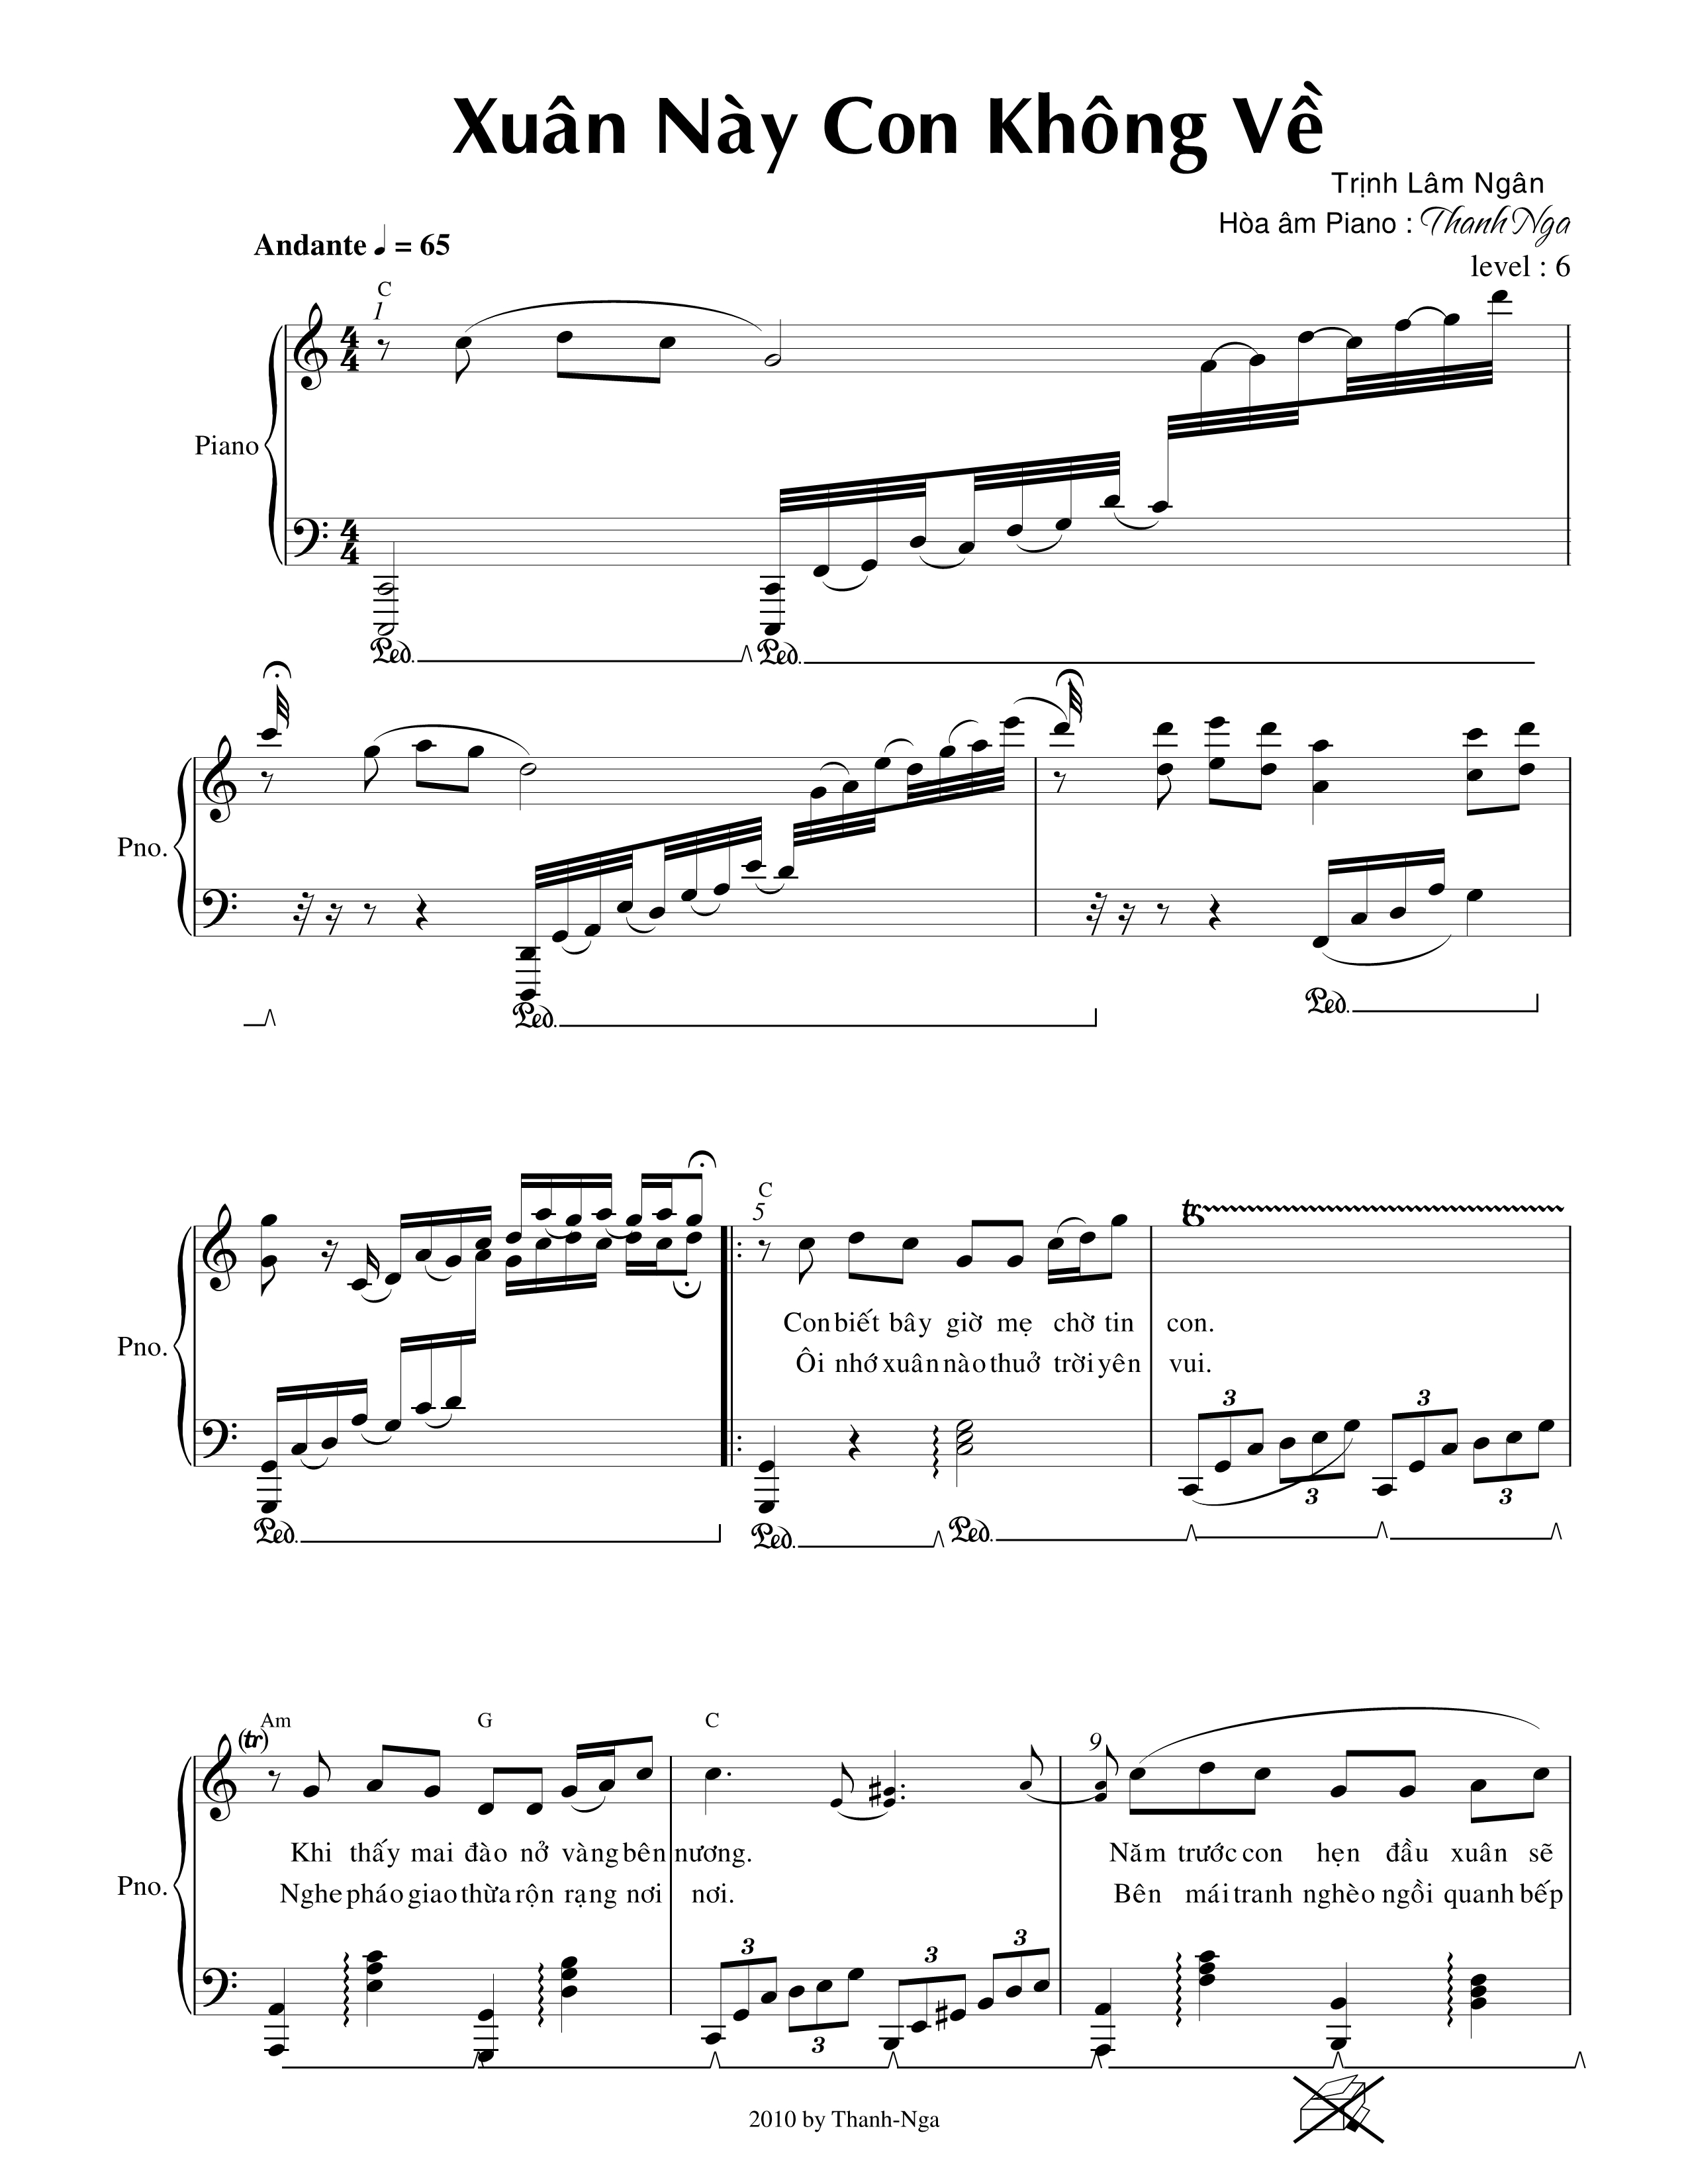 Xuân Này Con Không Về
Trịnh Lâm Ngân
Hòa âm Piano : Thanh Nga
Andante ♩ = 65
level : 6
C
1
4
4
Piano
4
4
Ped. Ped.
Pno.
Ped. Ped.
C
5
tr
Con biết bây giờ mẹ chờ tin con.
Pno.
Ôi nhớ xuân nào thuở trời yên vui.
3 3
3 3
Ped. Ped. Ped.
Am G C
(tr) 9
Khi thấy mai đào nở vàng bên nương. Năm trước con hẹn đầu xuân sẽ
Pno.
Nghe pháo giao thừa rộn rạng nơi nơi. Bên mái tranh nghèo ngồi quanh bếp
3 3 3
3
2010 by Thanh-Nga